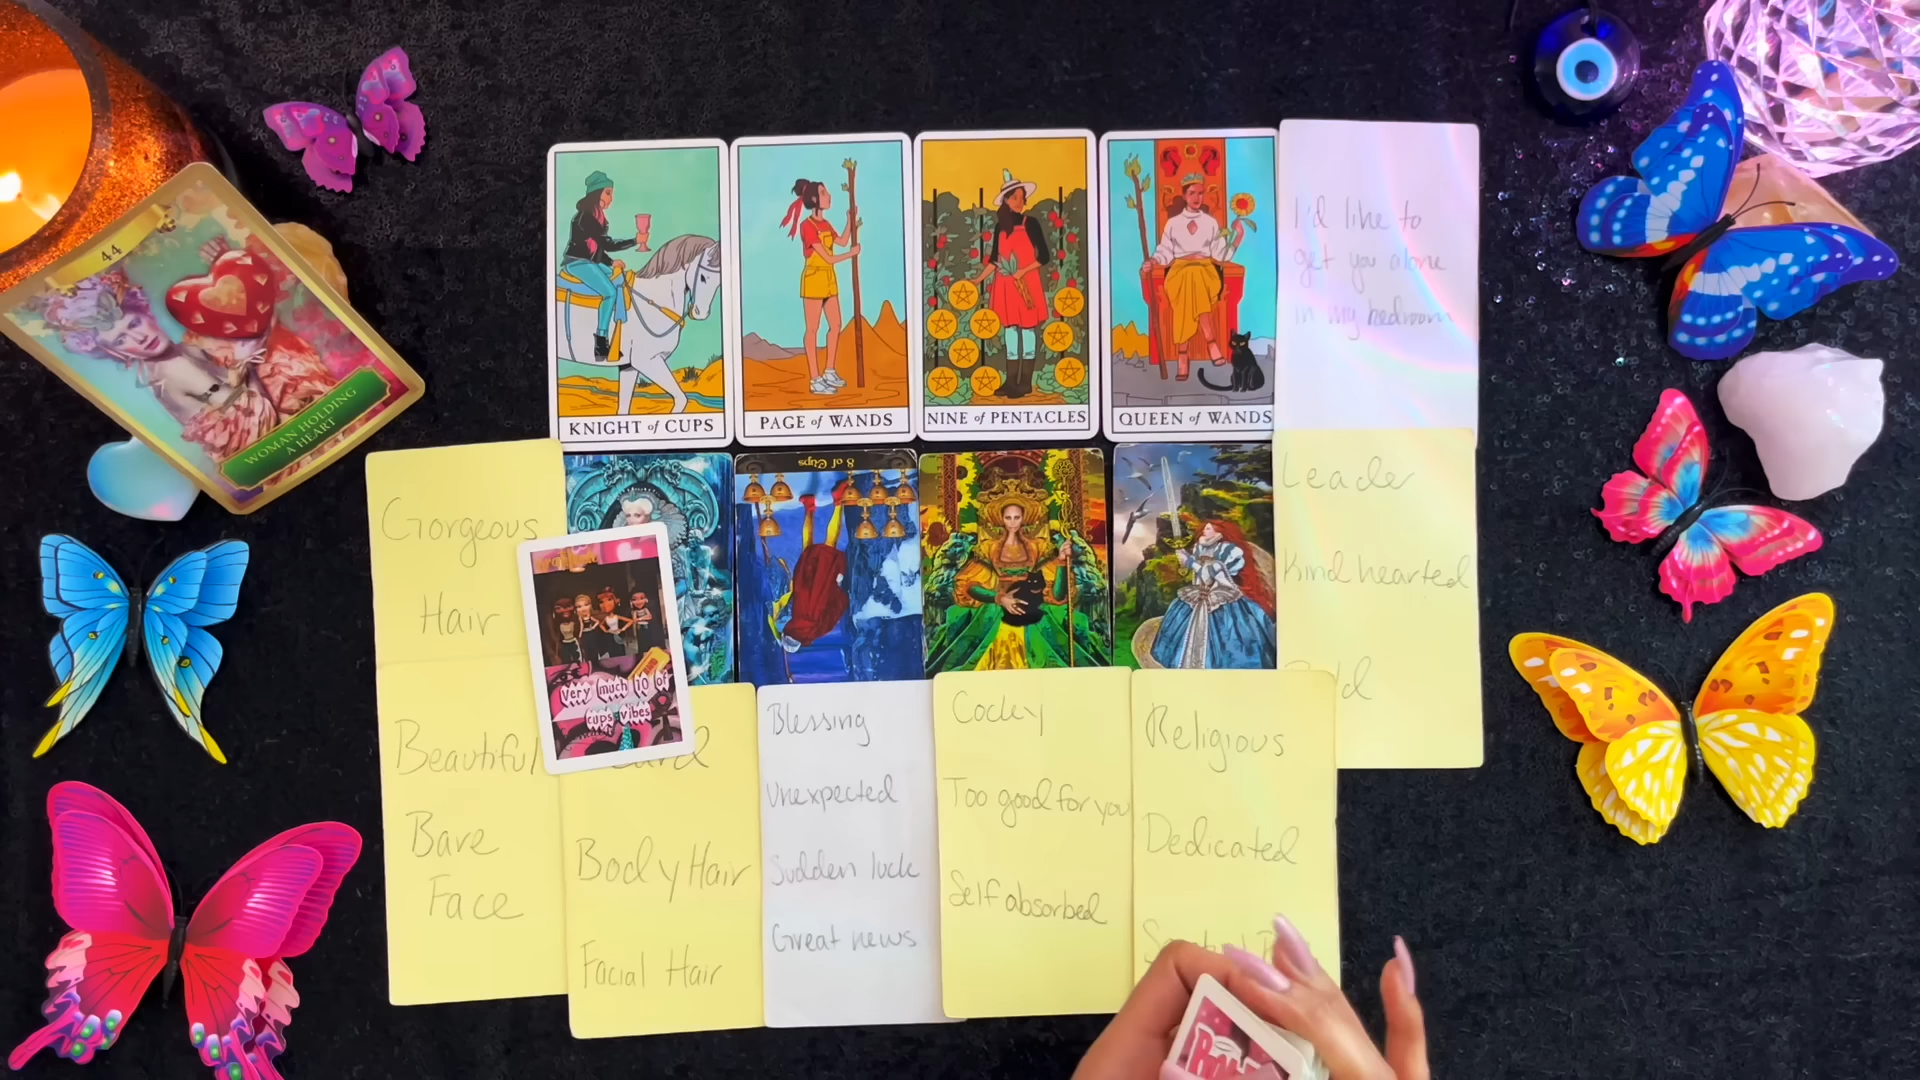 44
WOMAN HOLDING
A HEART
KNIGHT of CUPS
PAGE of WANDS
NINE of PENTACLES
QUEEN of WANDS
I'd like to
get you alone
in my bedroom
Gorgeous
Hair
8 of Cups
Leader
Kind hearted
Very much 10 of
cups vibes
Beautiful
Bare
Face
Body Hair
Facial Hair
Blessing
Unexpected
Sudden luck
Great news
Cocky
Too good for you
Self absorbed
Religious
Dedicated